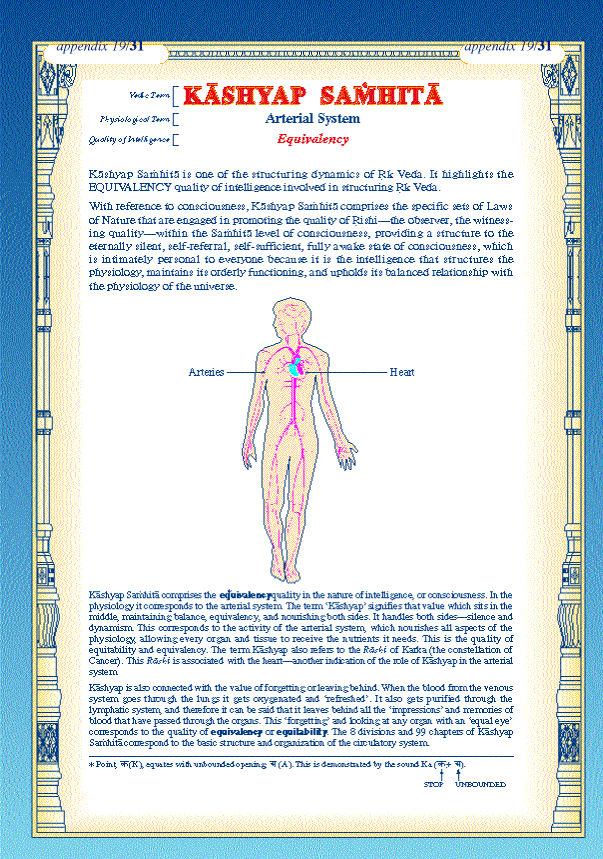 appendix 19/31
appendix 19/31
Vedic Term
KĀSHYAP SAṀHITĀ
Physiological Term
Arterial System
Quality of Intelligence
Equivalency
Kāshyap Saṁhitā is one of the structuring dynamics of Ṛk Veda. It highlights the
EQUIVALENCY quality of intelligence involved in structuring Ṛk Veda.
With reference to consciousness, Kāshyap Saṁhitā comprises the specific sets of Laws
of Nature that are engaged in promoting the quality of Ṛishi—the observer, the witness-
ing quality—within the Saṁhitā level of consciousness, providing a structure to the
eternally silent, self-referral, self-sufficient, fully awake state of consciousness, which
is intimately personal to everyone because it is the intelligence that structures the
physiology, maintains its orderly functioning, and upholds its balanced relationship with
the physiology of the universe.
Arteries
Heart
Kāshyap Saṁhitā comprises the equivalency quality in the nature of intelligence, or consciousness. In the
physiology it corresponds to the arterial system. The term ‘Kāshyap’ signifies that value which sits in the
middle, maintaining balance, equivalency, and nourishing both sides. It handles both sides—silence and
dynamism. This corresponds to the activity of the arterial system, which nourishes all aspects of the
physiology, allowing every organ and tissue to receive the nutrients it needs. This is the quality of
equitability and equivalency. The term Kāshyap also refers to the Rāshi of Karka (the constellation of
Cancer). This Rāshi is associated with the heart—another indication of the role of Kāshyap in the arterial
system.
Kāshyap is also connected with the value of forgetting or leaving behind. When the blood from the venous
system goes through the lungs it gets oxygenated and ‘refreshed’. It also gets purified through the
lymphatic system, and therefore it can be said that it leaves behind all the ‘impressions’ and memories of
blood that have passed through the organs. This ‘forgetting’ and looking at any organ with an ‘equal eye’
corresponds to the quality of equivalency or equitability. The 8 divisions and 99 chapters of Kāshyap
Saṁhitā correspond to the basic structure and organization of the circulatory system.
* Point, क् (K), equates with unbounded opening, अ (A). This is demonstrated by the sound Ka (क् + अ).
STOP UNBOUNDED